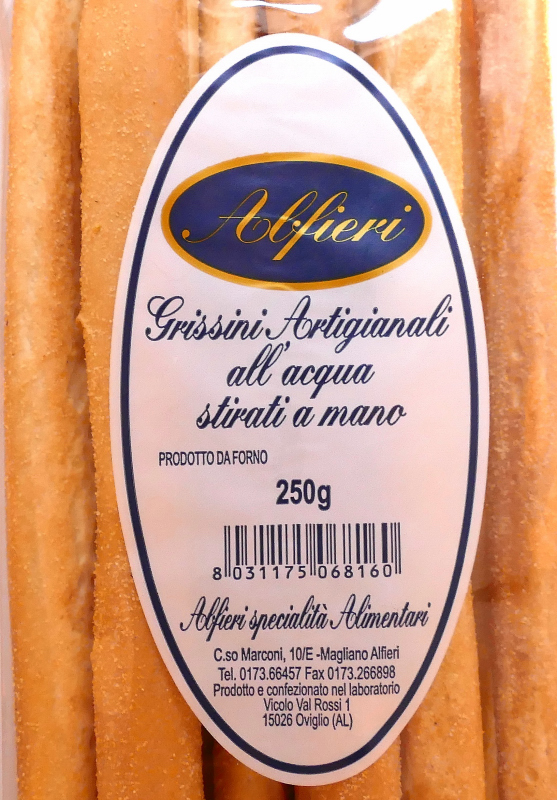 Alfieri
Grissini Artigianali
all'acqua
stirati a mano
PRODOTTO DA FORNO
250g
8 031175 068160
Alfieri specialità Alimentari
C.so Marconi, 10/E -Magliano Alfieri
Tel. 0173.66457 Fax 0173.266898
Prodotto e confezionato nel laboratorio
Vicolo Val Rossi 1
15026 Oviglio (AL)